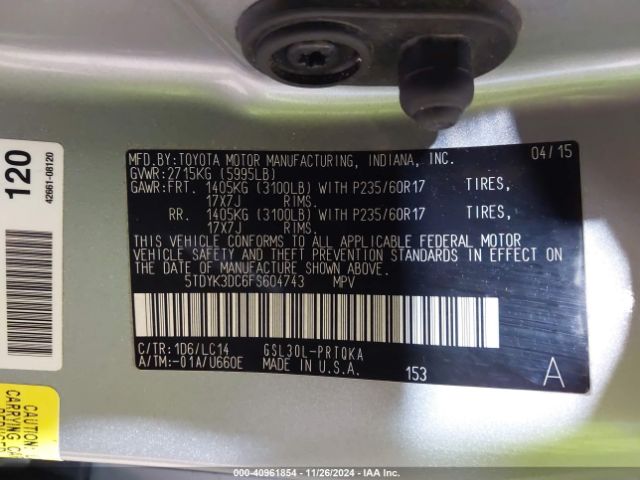 MFD.BY:TOYOTA MOTOR MANUFACTURING, INDIANA, INC. 04/15
GVWR:2715KG (5995LB)
GAWR:FRT. 1405KG (3100LB) WITH P235/60R17 TIRES,
17X7J RIMS.
RR. 1405KG (3100LB) WITH P235/60R17 TIRES,
17X7J RIMS.
THIS VEHICLE CONFORMS TO ALL APPLICABLE FEDERAL MOTOR
VEHICLE SAFETY AND THEFT PREVENTION STANDARDS IN EFFECT ON
THE DATE OF MANUFACTURE SHOWN ABOVE.
5TDYK3DC6FS604743 MPV
C/TR:1D6/LC14 GSL30L-PRTQKA
A/TM:-01A/U660E MADE IN U.S.A.
153 A
120
42661-08120
CAUTION:
CARRYING
000-40961854 - 11/26/2024 - IAA Inc.